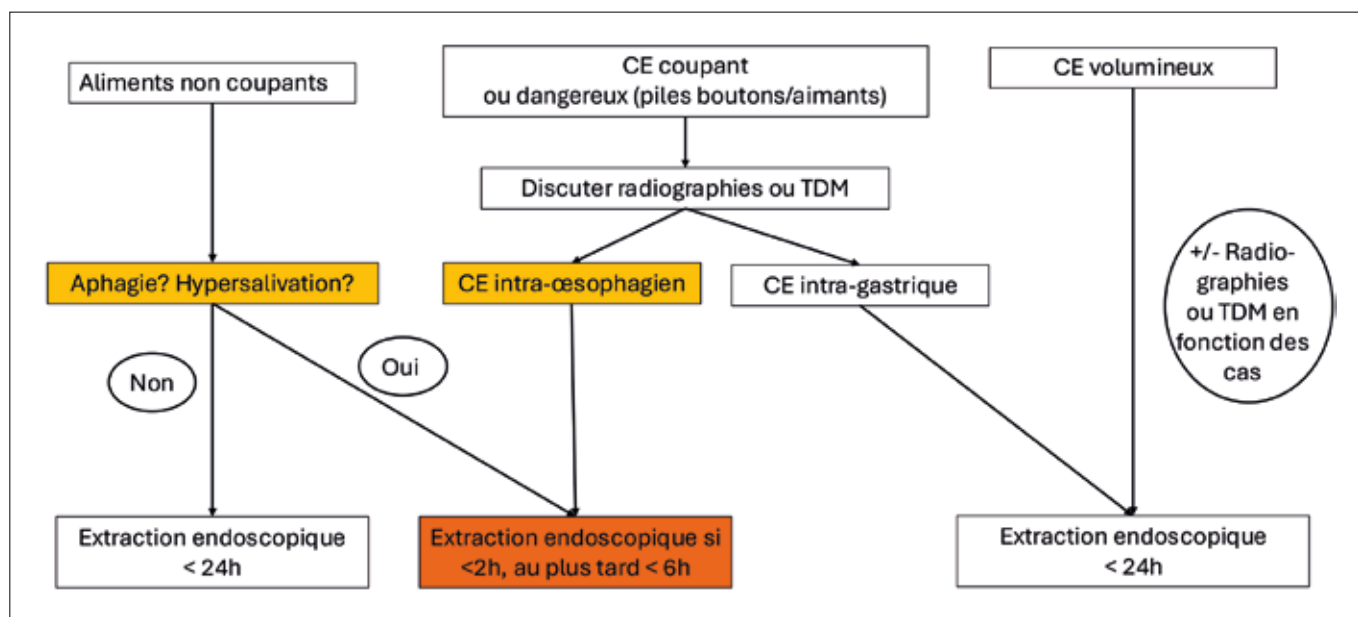 Aliments non coupants
CE coupant
ou dangereux (piles boutons/aimants)
CE volumineux
Discuter radiographies ou TDM
Aphagie? Hypersalivation?
CE intra-œsophagien
CE intra-gastrique
+/- Radio-
graphies
ou TDM en
fonction des
cas
Non
Oui
Extraction endoscopique
< 24h
Extraction endoscopique si
<2h, au plus tard < 6h
Extraction endoscopique
< 24h